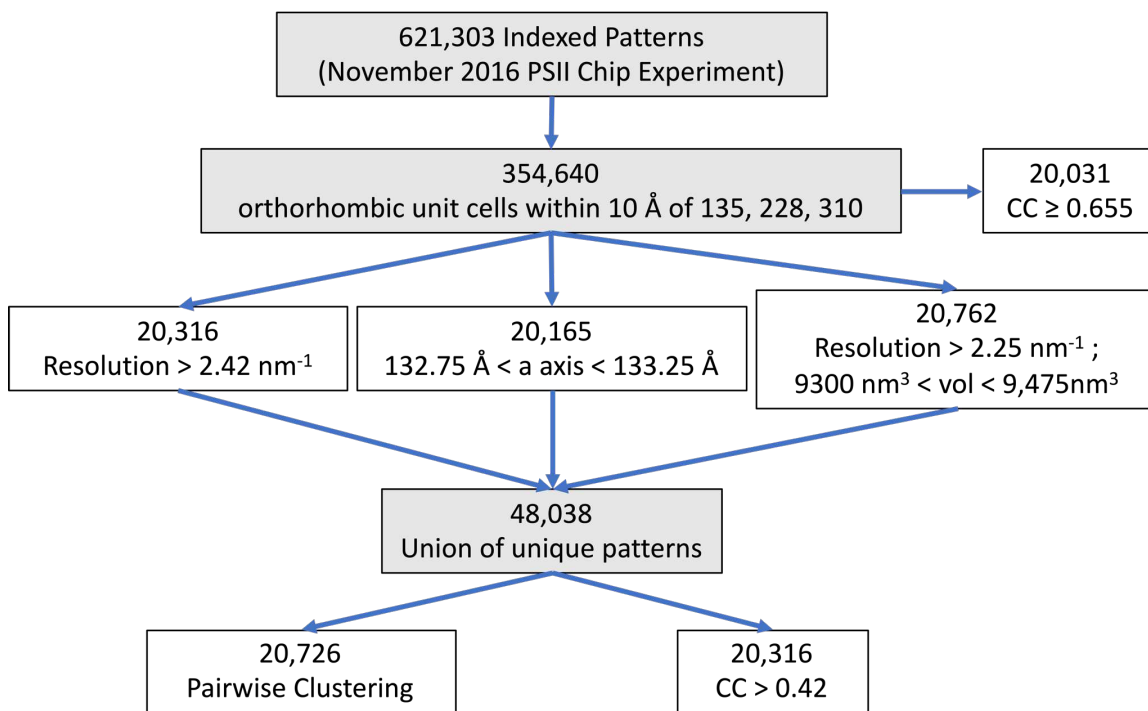 621,303 Indexed Patterns
(November 2016 PSII Chip Experiment)
354,640
orthorhombic unit cells within 10 Å of 135, 228, 310
20,031
CC ≥ 0.655
20,316
Resolution > 2.42 nm⁻¹
20,165
132.75 Å < a axis < 133.25 Å
20,762
Resolution > 2.25 nm⁻¹ ;
9300 nm³ < vol < 9,475nm³
48,038
Union of unique patterns
20,726
Pairwise Clustering
20,316
CC > 0.42